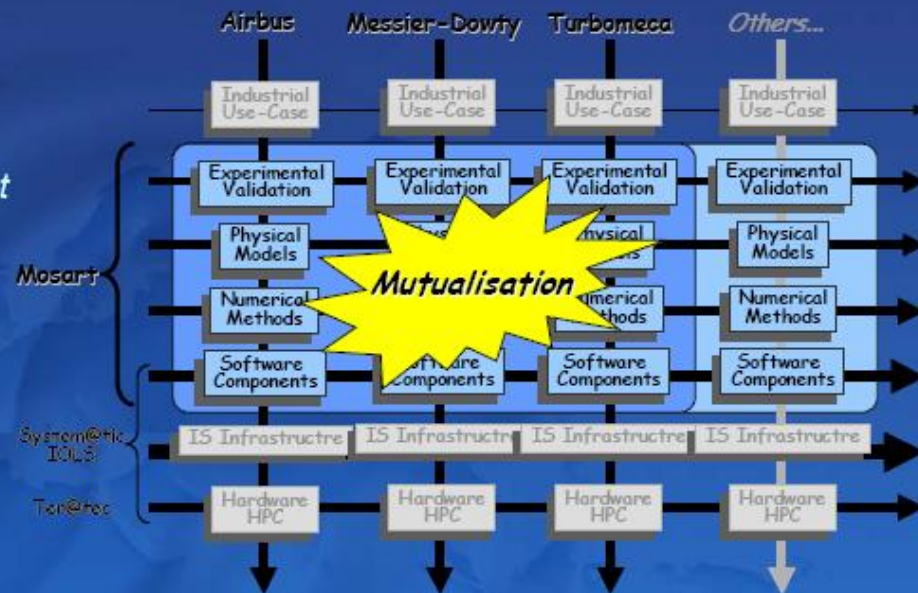 Airbus Messier-Dowty Turbomeca Others...
Industrial Industrial Industrial Industrial
Use-Case Use-Case Use-Case Use-Case
Experimental Experimental Experimental Experimental
Validation Validation Validation Validation
t
Physical Physical
Models Models
Mosart
Mutualisation
Numerical Numerical
Methods Methods
Software Software Software
Components Components Components Components
System@tic
IOLS
IS Infrastructre IS Infrastructre IS Infrastructre IS Infrastructre
Ter@tec
Hardware Hardware Hardware Hardware
HPC HPC HPC HPC